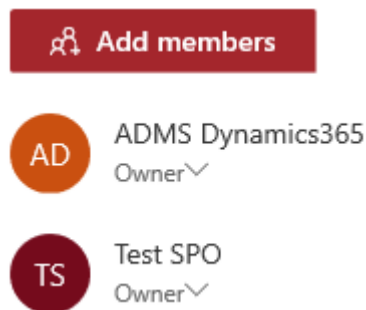 Add members
AD
ADMS Dynamics365
Owner
TS
Test SPO
Owner